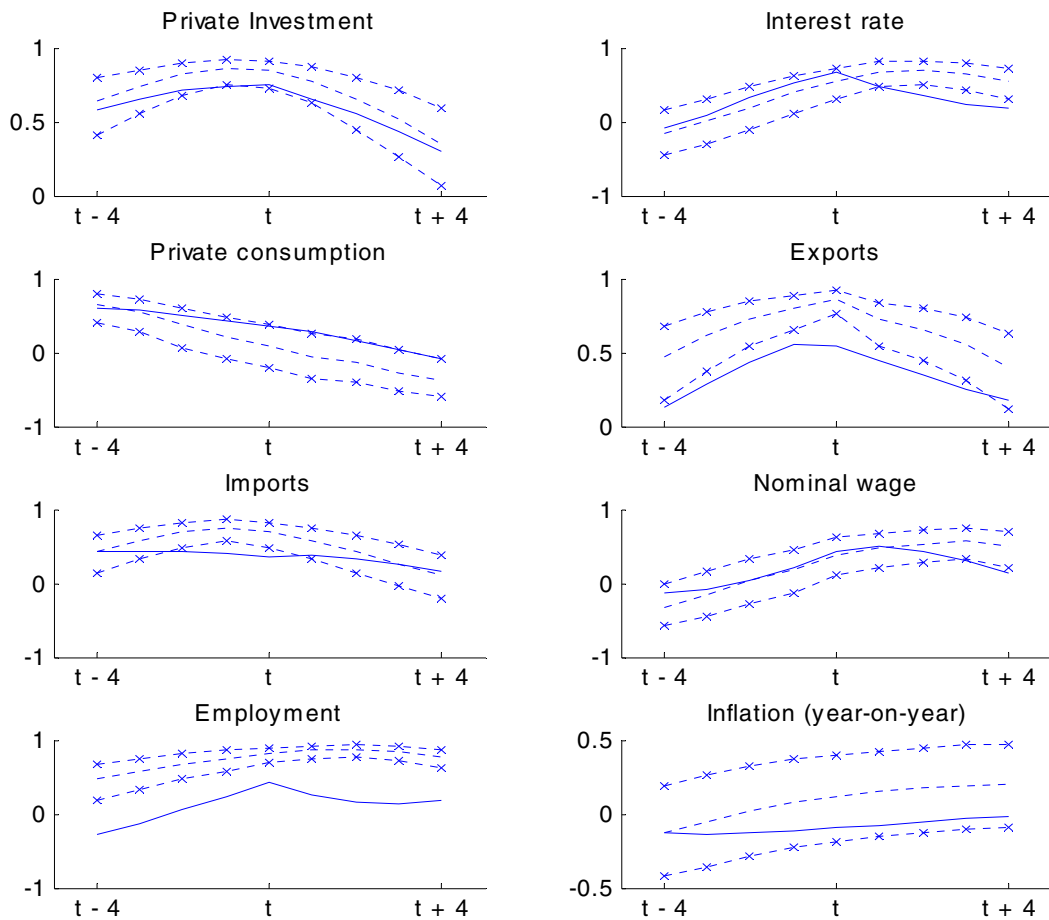 Private Investment
1
0.5
0
t - 4
t
t + 4
Interest rate
1
0
-1
t - 4
t
t + 4
Private consumption
1
0
-1
t - 4
t
t + 4
Exports
1
0.5
0
t - 4
t
t + 4
Imports
1
0
-1
t - 4
t
t + 4
Nominal wage
1
0
-1
t - 4
t
t + 4
Employment
1
0
-1
t - 4
t
t + 4
Inflation (year-on-year)
0.5
0
-0.5
t - 4
t
t + 4